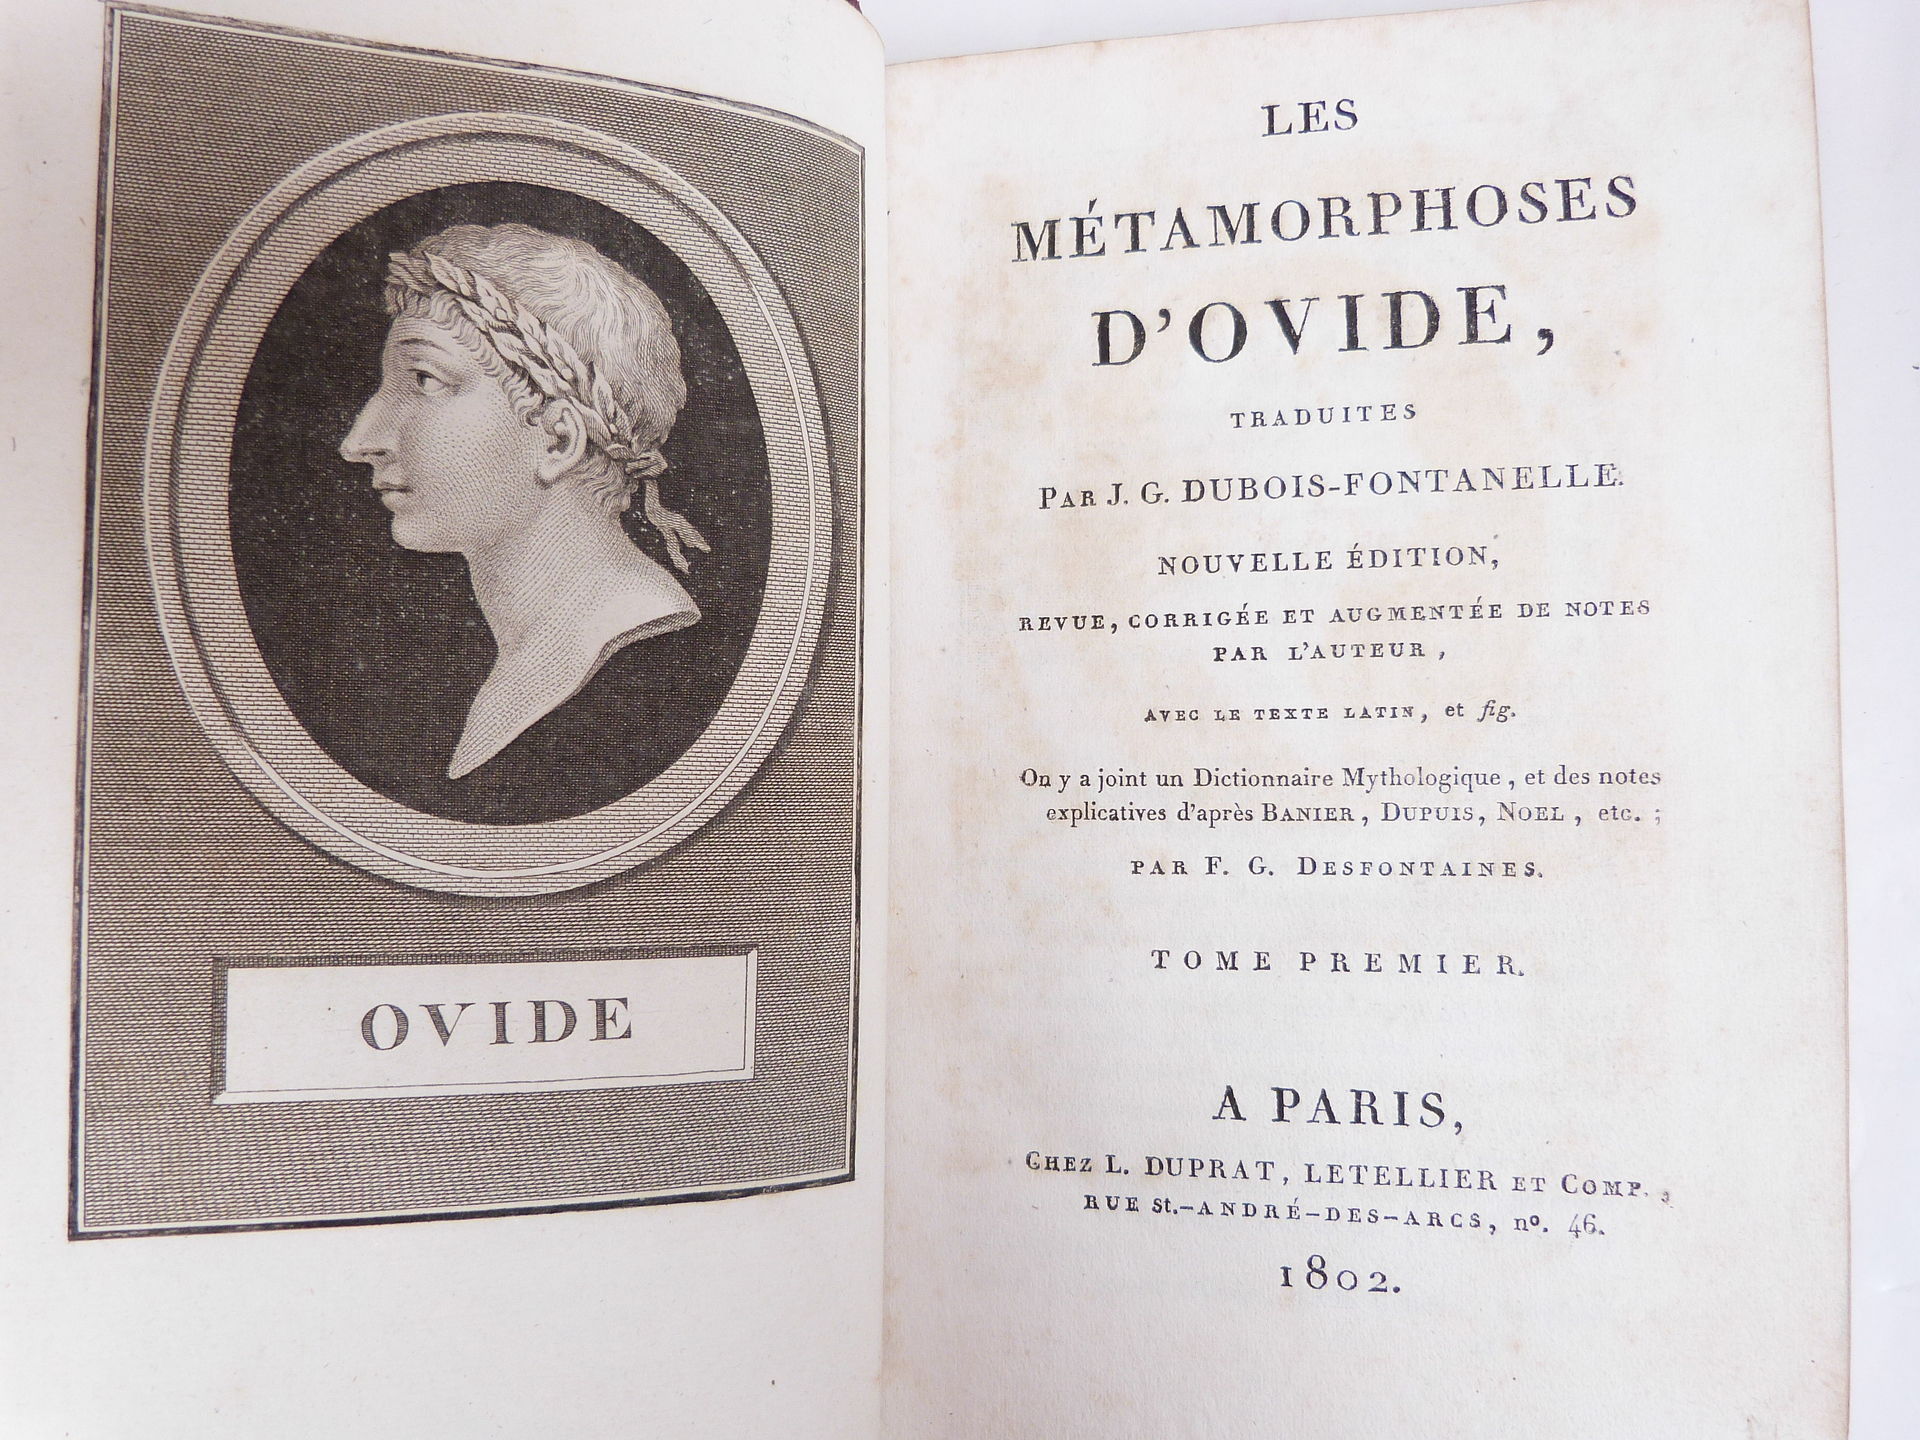 OVIDE
LES
MÉTAMORPHOSES
D'OVIDE,
TRADUITES
PAR J. G. DUBOIS-FONTANELLE.
NOUVELLE ÉDITION,
REVUE, CORRIGÉE ET AUGMENTÉE DE NOTES
PAR L'AUTEUR,
AVEC LE TEXTE LATIN, et fig.
On y a joint un Dictionnaire Mythologique, et des notes
explicatives d'après BANIER, DUPUIS, NOEL, etc. ;
PAR F. G. DESFONTAINES.
TOME PREMIER.
A PARIS,
CHEZ L. DUPRAT, LETELLIER ET COMP.,
RUE St.-ANDRÉ-DES-ARCS, nº. 46.
1802.